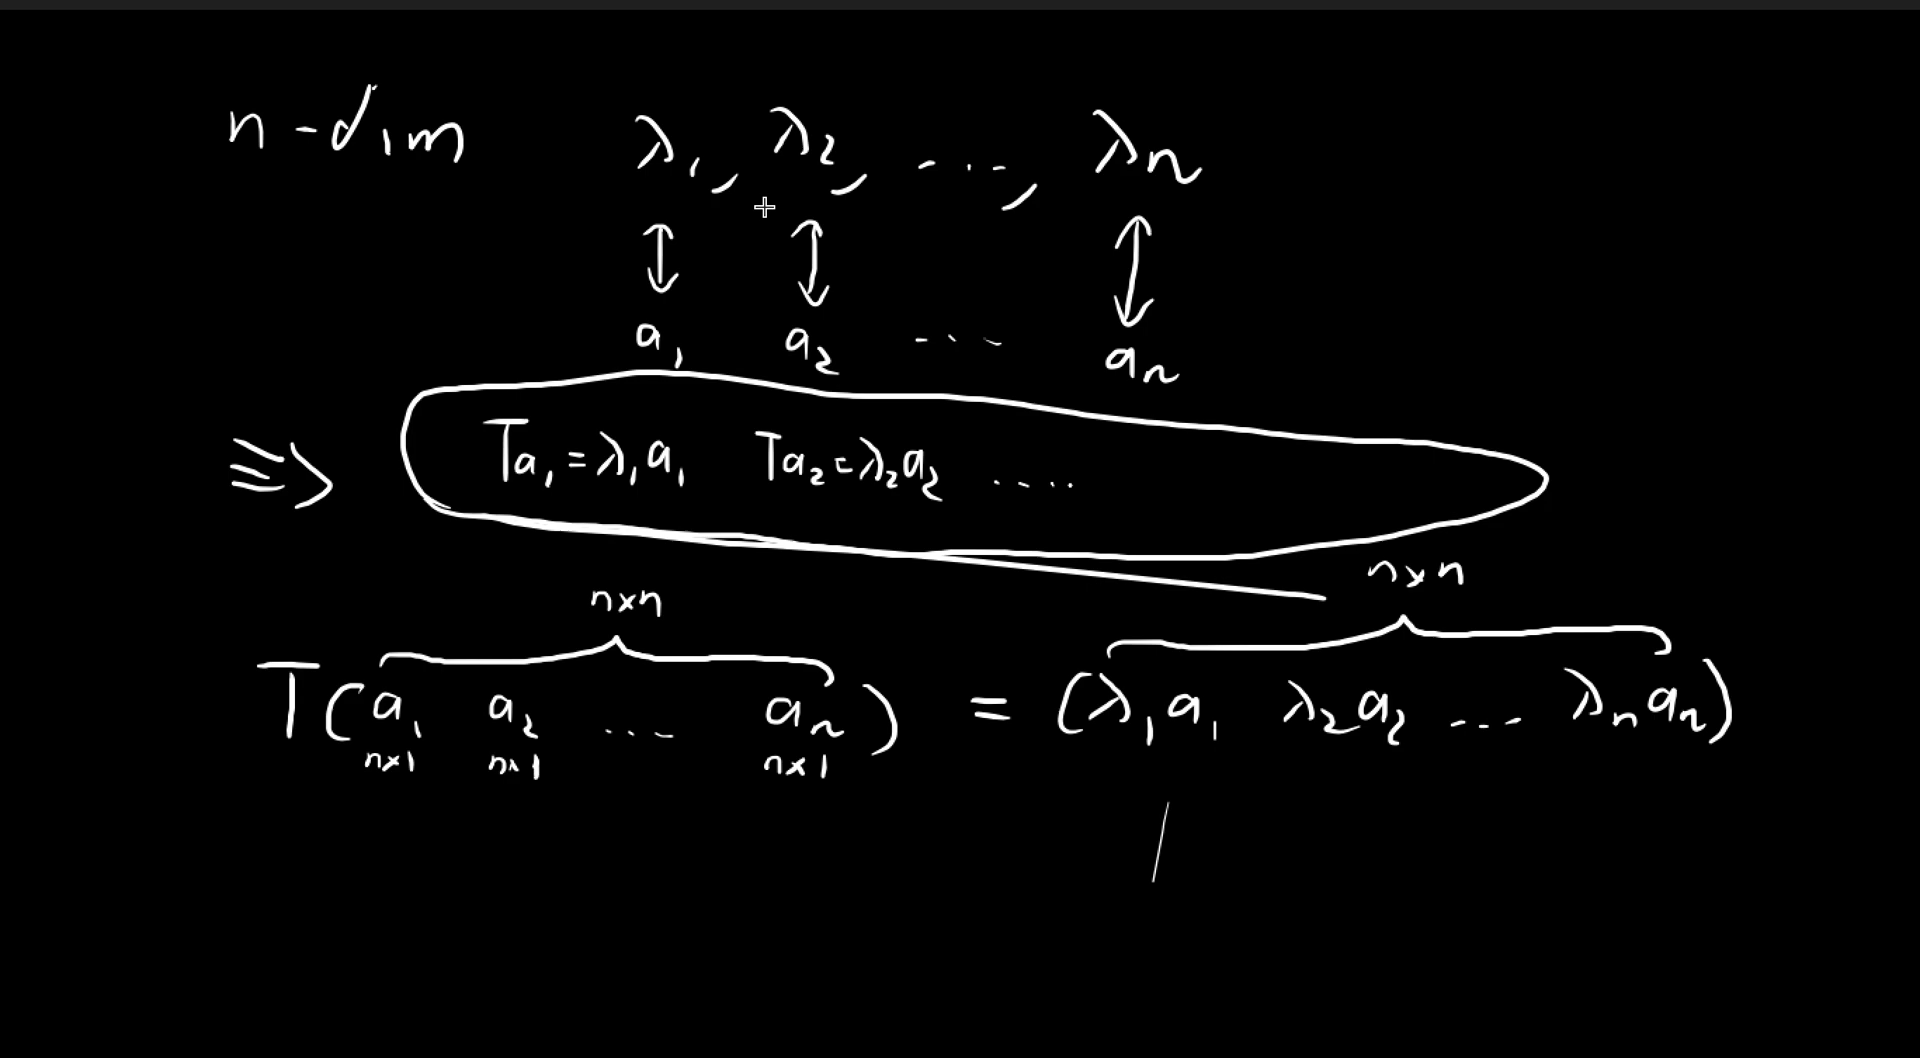 n-dim λ₁, λ₂, ..., λn
↕ ↕ ↕
a₁ a₂ ... an
⇒ Ta₁=λ₁a₁ Ta₂=λ₂a₂ ....
n×n n×n
T(a₁ a₂ ... an) = (λ₁a₁ λ₂a₂ ... λnan)
n×1 n×1 n×1